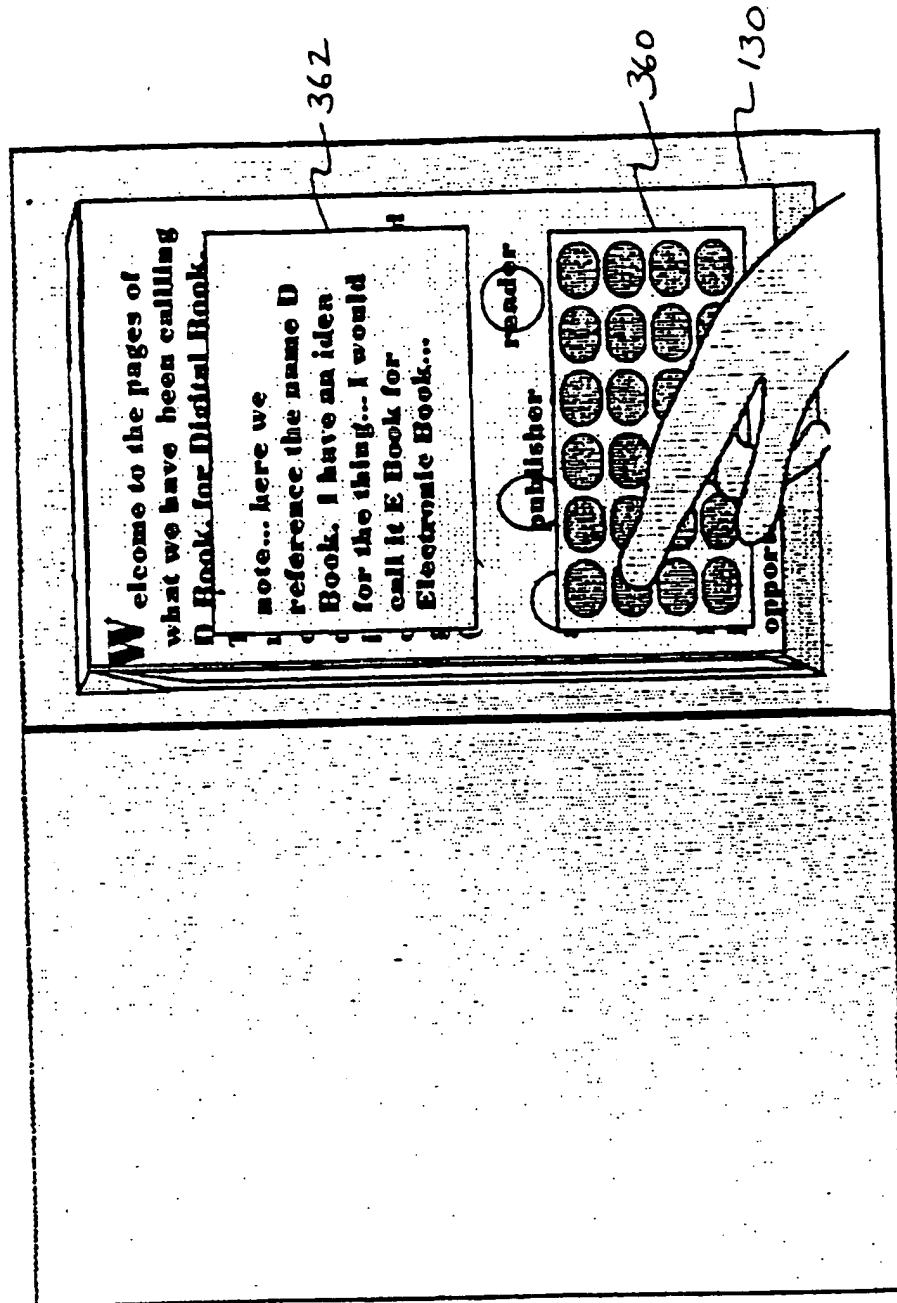 Welcome to the pages of
what we have been callling
D Book, for Digital Book.
note... here we
reference the name D
Book. I have an idea
for the thing... I would
call it E Book for
Electronic Book...
publisher
reader
opport
362
360
130